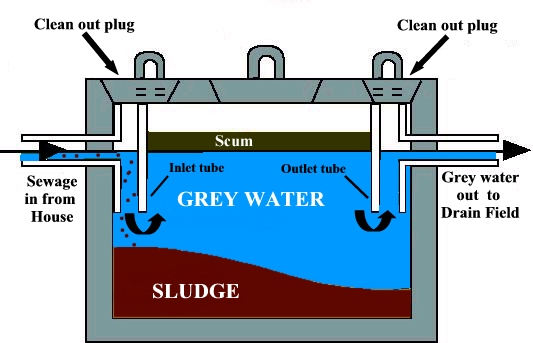 Clean out plug
Clean out plug
Scum
Inlet tube
Outlet tube
Sewage
in from
House
GREY WATER
Grey water
out to
Drain Field
SLUDGE